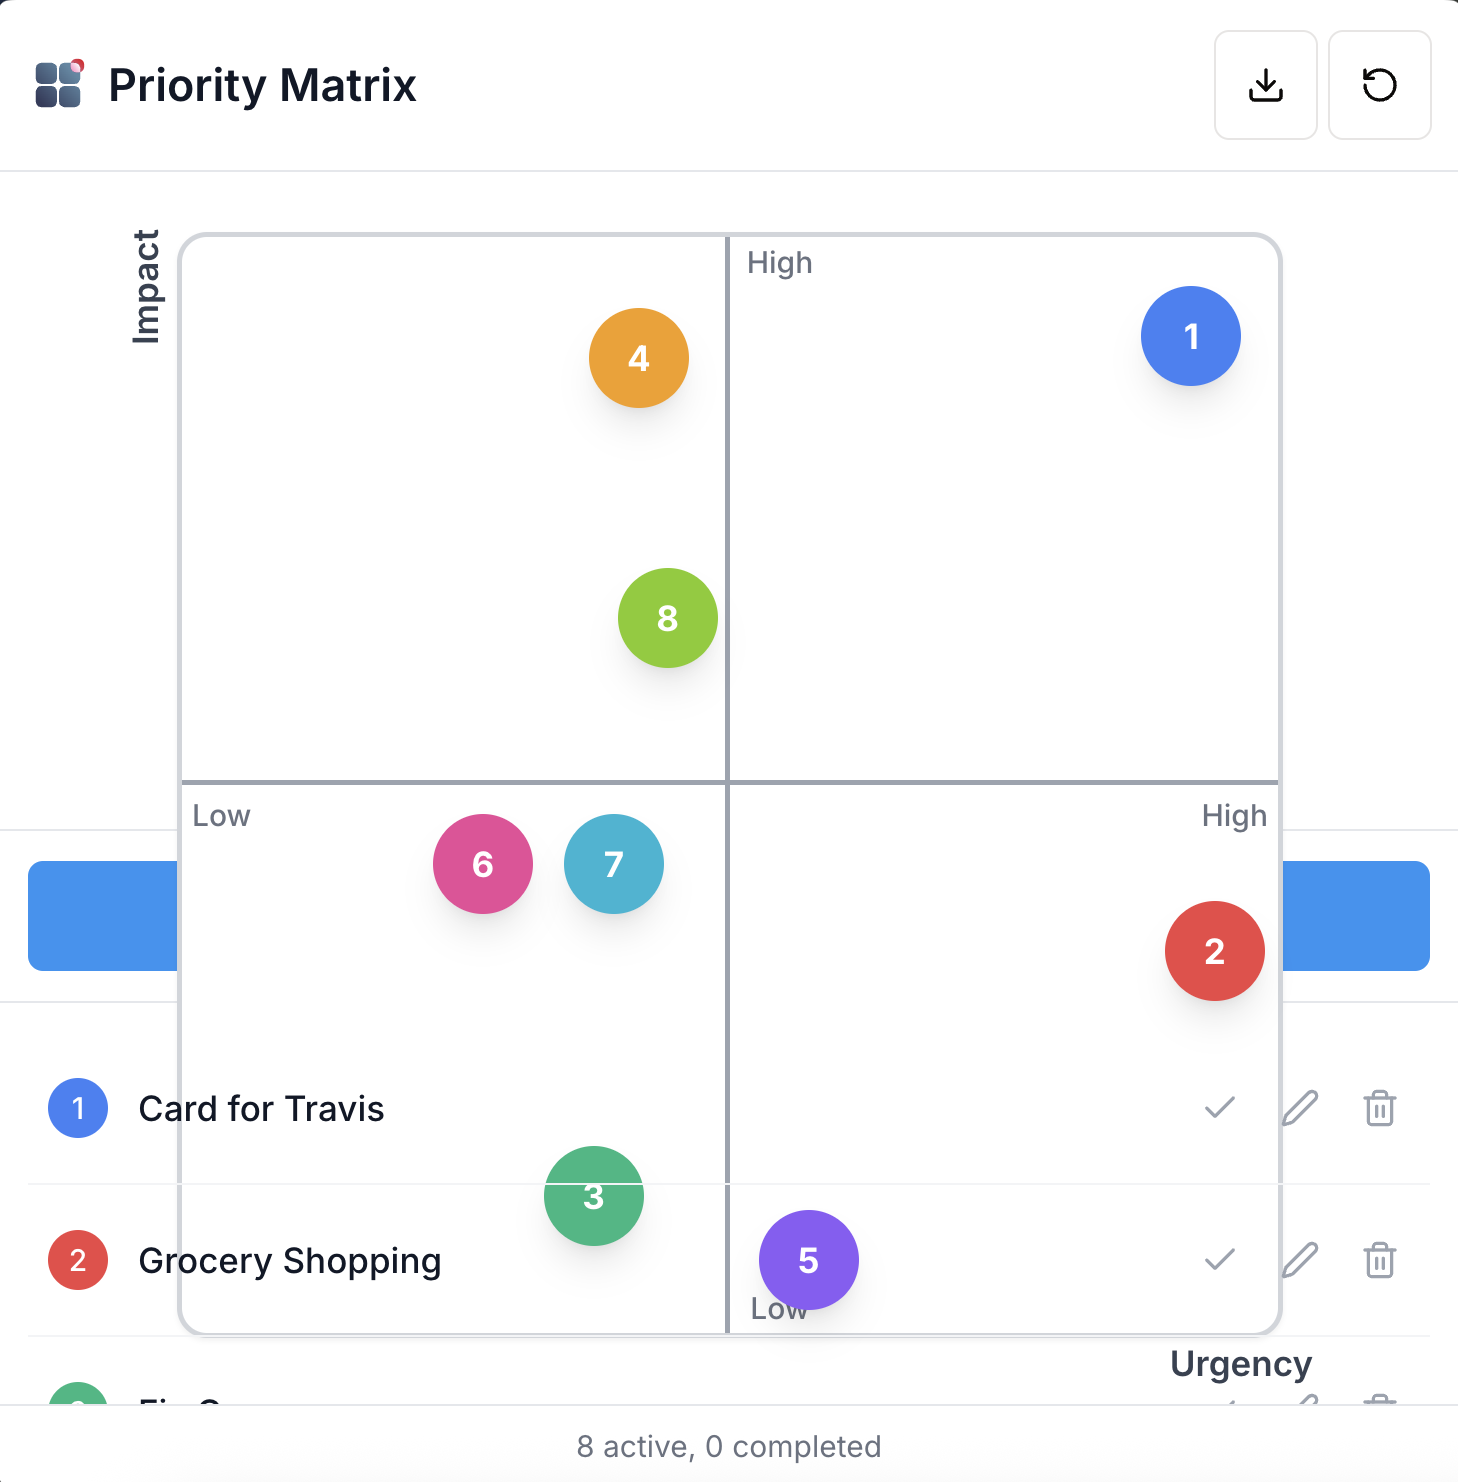 Priority Matrix
Impact
High
1
4
8
Low
High
6
7
2
1 Card for Travis
3
2 Grocery Shopping
5
Low
Urgency
8 active, 0 completed